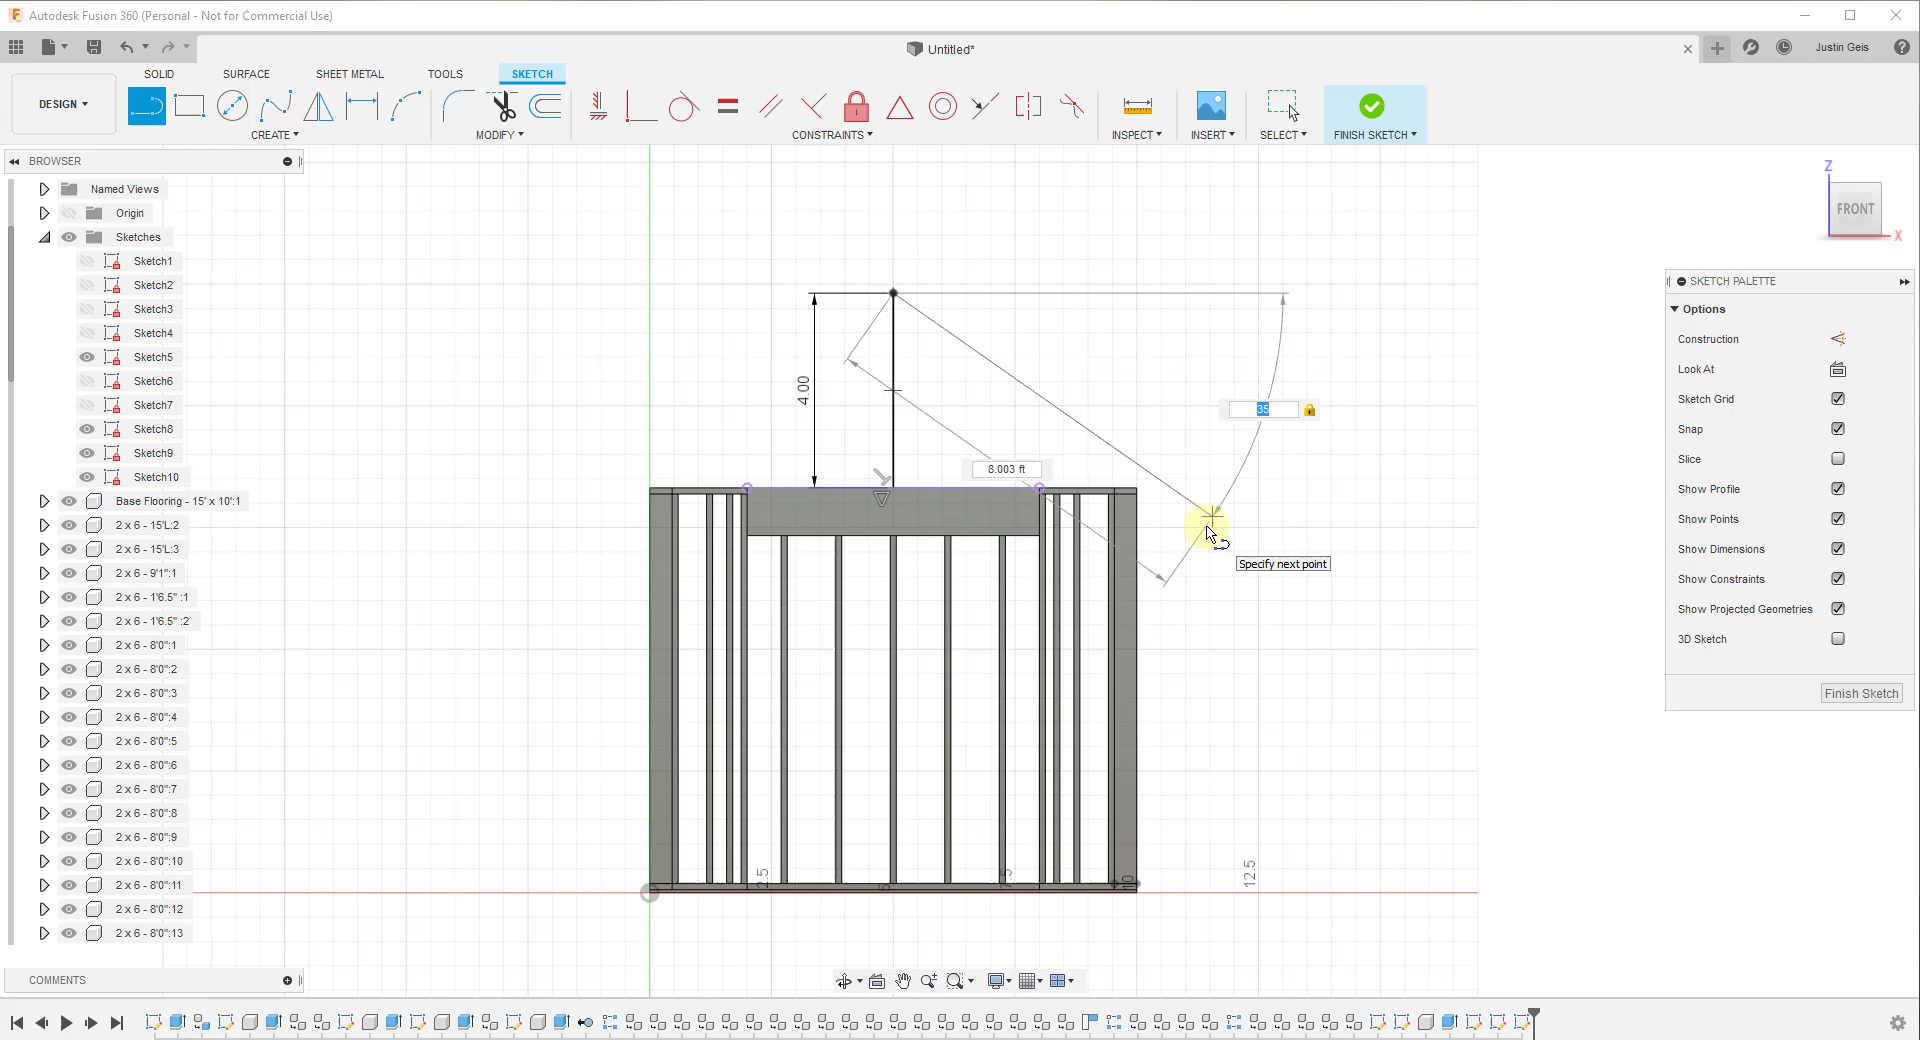 Autodesk Fusion 360 (Personal - Not for Commercial Use)
Untitled*
Justin Geis
SOLID
SURFACE
SHEET METAL
TOOLS
SKETCH
DESIGN
CREATE
MODIFY
CONSTRAINTS
INSPECT
INSERT
SELECT
FINISH SKETCH
BROWSER
Named Views
Origin
Sketches
Sketch1
Sketch2
Sketch3
Sketch4
Sketch5
Sketch6
Sketch7
Sketch8
Sketch9
Sketch10
Base Flooring - 15' x 10':1
2 x 6 - 15'L:2
2 x 6 - 15'L:3
2 x 6 - 9'1":1
2 x 6 - 1'6.5" :1
2 x 6 - 1'6.5" :2
2 x 6 - 8'0":1
2 x 6 - 8'0":2
2 x 6 - 8'0":3
2 x 6 - 8'0":4
2 x 6 - 8'0":5
2 x 6 - 8'0":6
2 x 6 - 8'0":7
2 x 6 - 8'0":8
2 x 6 - 8'0":9
2 x 6 - 8'0":10
2 x 6 - 8'0":11
2 x 6 - 8'0":12
2 x 6 - 8'0":13
COMMENTS
4.00
35
8.003 ft
Specify next point
2.5
5
7.5
10
12.5
Z
FRONT
X
SKETCH PALETTE
Options
Construction
Look At
Sketch Grid
Snap
Slice
Show Profile
Show Points
Show Dimensions
Show Constraints
Show Projected Geometries
3D Sketch
Finish Sketch